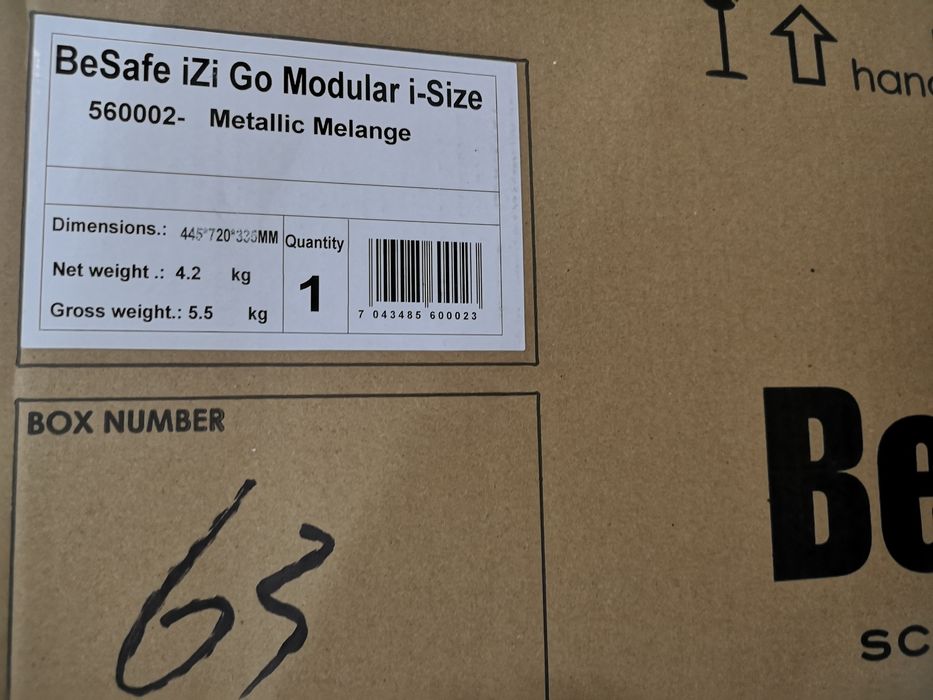 BeSafe iZi Go Modular i-Size
560002- Metallic Melange
Dimensions.: 445*720*335MM
Net weight .: 4.2 kg
Gross weight.: 5.5 kg
Quantity
1
7 043485 600023
hand
BOX NUMBER
63
Be
sc